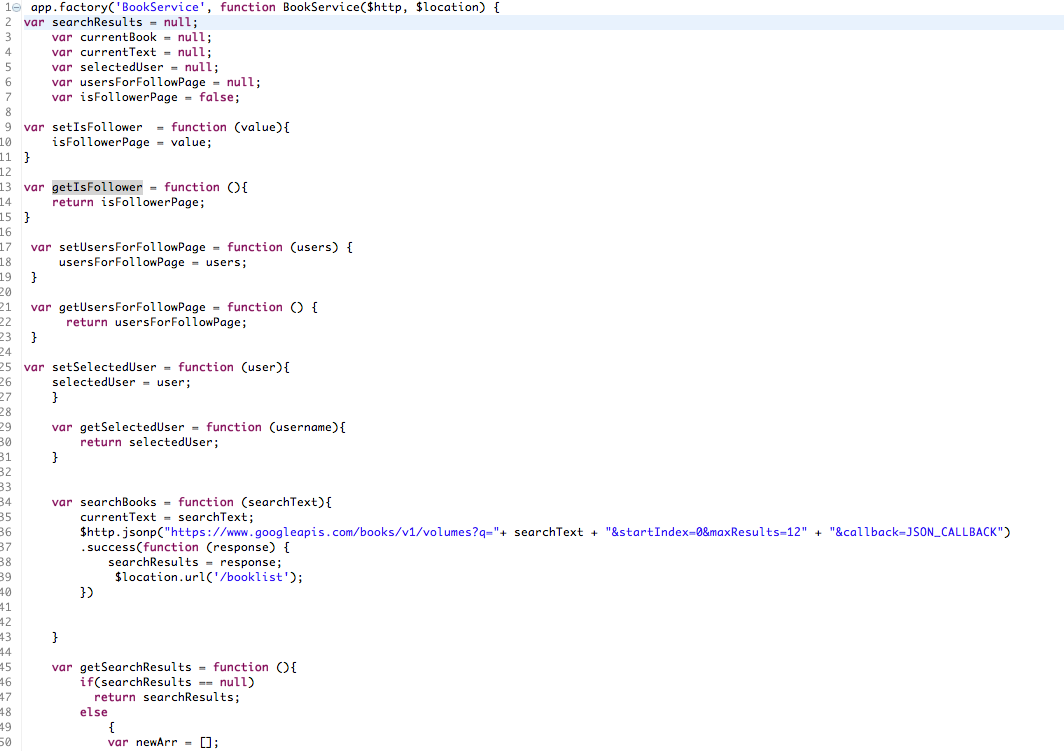 1 app.factory('BookService', function BookService($http, $location) {
2 var searchResults = null;
3     var currentBook = null;
4     var currentText = null;
5     var selectedUser = null;
6     var usersForFollowPage = null;
7     var isFollowerPage = false;
8
9 var setIsFollower  = function (value){
10     isFollowerPage = value;
11 }
12
13 var getIsFollower = function (){
14     return isFollowerPage;
15 }
16
17  var setUsersForFollowPage = function (users) {
18      usersForFollowPage = users;
19  }
20
21  var getUsersForFollowPage = function () {
22       return usersForFollowPage;
23  }
24
25 var setSelectedUser = function (user){
26     selectedUser = user;
27     }
28
29     var getSelectedUser = function (username){
30         return selectedUser;
31     }
32
33
34     var searchBooks = function (searchText){
35         currentText = searchText;
36         $http.jsonp("https://www.googleapis.com/books/v1/volumes?q="+ searchText + "&startIndex=0&maxResults=12" + "&callback=JSON_CALLBACK")
37         .success(function (response) {
38             searchResults = response;
39              $location.url('/booklist');
40         })
41
42
43     }
44
45     var getSearchResults = function (){
46         if(searchResults == null)
47           return searchResults;
48         else
49             {
50             var newArr = [];